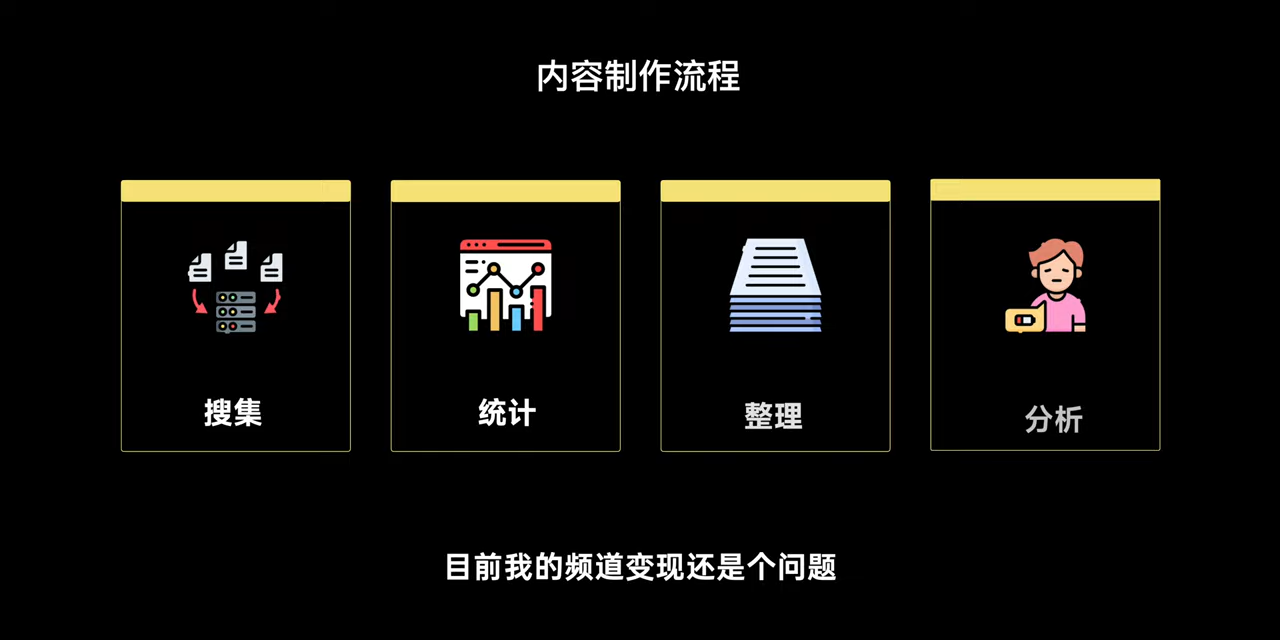 内容制作流程
搜集
统计
整理
分析
目前我的频道变现还是个问题